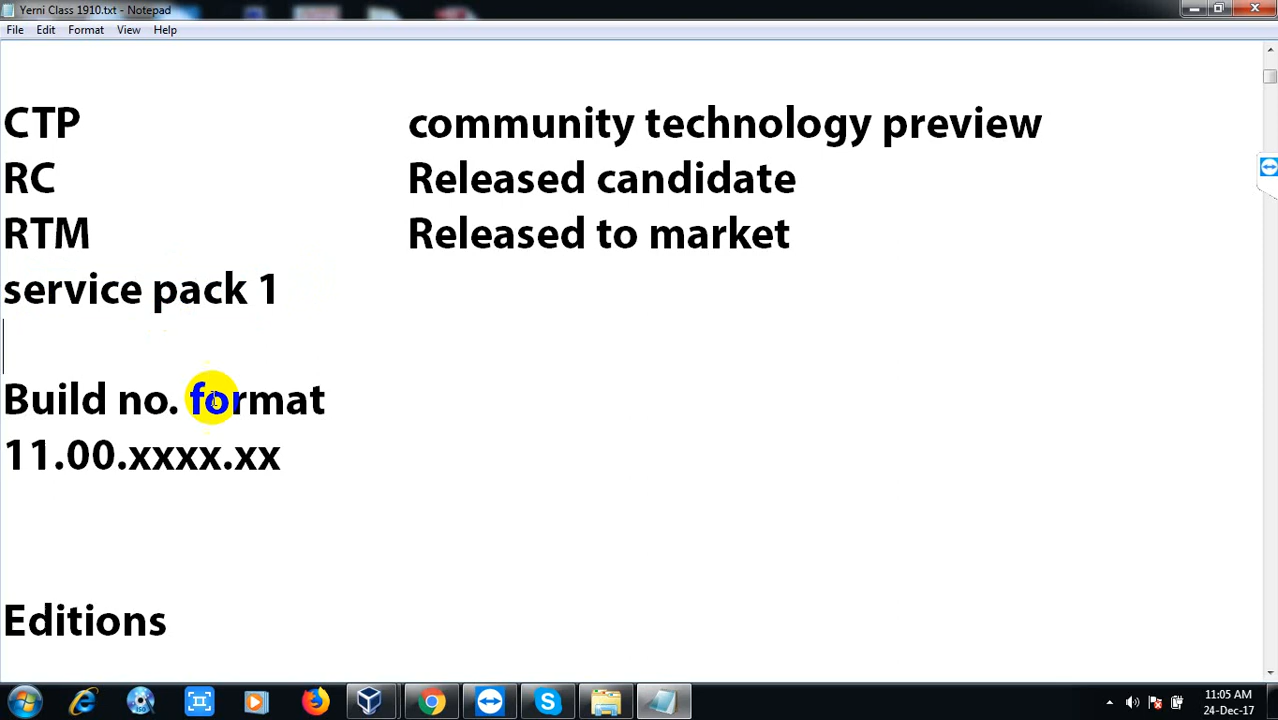 Yerni Class 1910.txt - Notepad
File Edit Format View Help
CTP community technology preview
RC Released candidate
RTM Released to market
service pack 1
Build no. format
11.00.xxxx.xx
Editions
ISO
11:05 AM
24-Dec-17